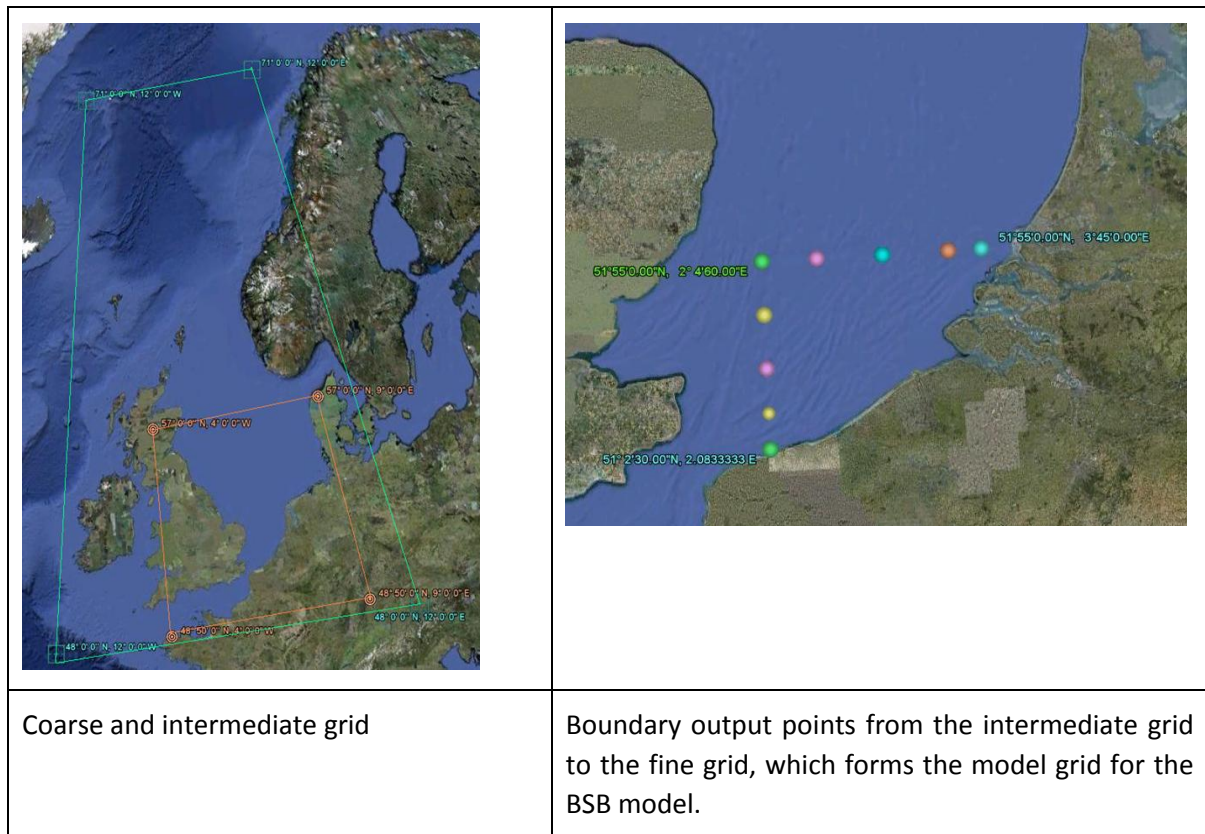 71° 0'0" N, 12° 0'0" E
71° 0'0" N, 12° 0'0" W
57° 0'0" N, 9° 0'0" E
57° 0'0" N, 4° 0'0" W
48° 50'0" N, 9° 0'0" E
48° 0'0" N, 12° 0'0" E
48° 50'0" N, 4° 0'0" W
48° 0'0" N, 12° 0'0" W
51°55'0.00"N, 3°45'0.00"E
51°55'0.00"N, 2° 4'60.00"E
51° 2'30.00"N, 2.0833333 E
Coarse and intermediate grid
Boundary output points from the intermediate grid
to the fine grid, which forms the model grid for the
BSB model.